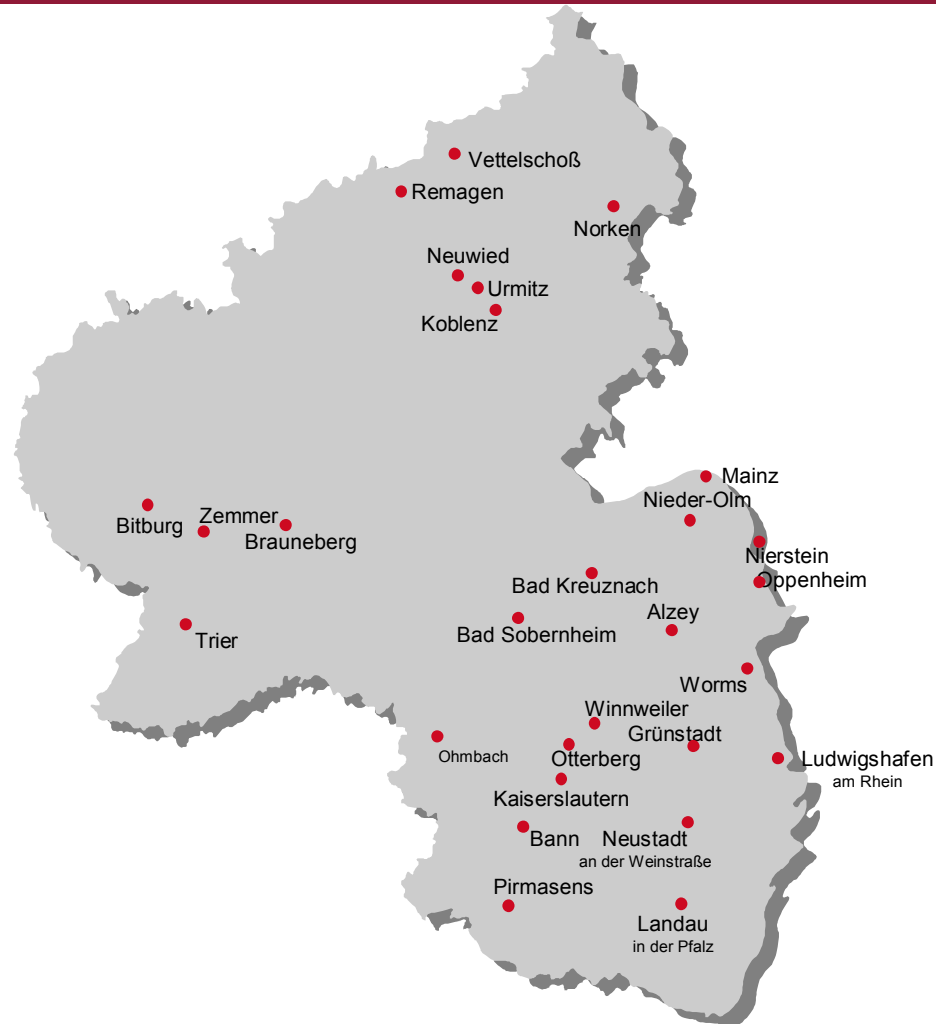 Vettelschoß
Remagen
Norken
Neuwied
Urmitz
Koblenz
Mainz
Nieder-Olm
Bitburg
Zemmer
Brauneberg
Nierstein
Oppenheim
Bad Kreuznach
Alzey
Bad Sobernheim
Trier
Worms
Winnweiler
Grünstadt
Ohmbach
Otterberg
Ludwigshafen
am Rhein
Kaiserslautern
Bann
Neustadt
an der Weinstraße
Pirmasens
Landau
in der Pfalz